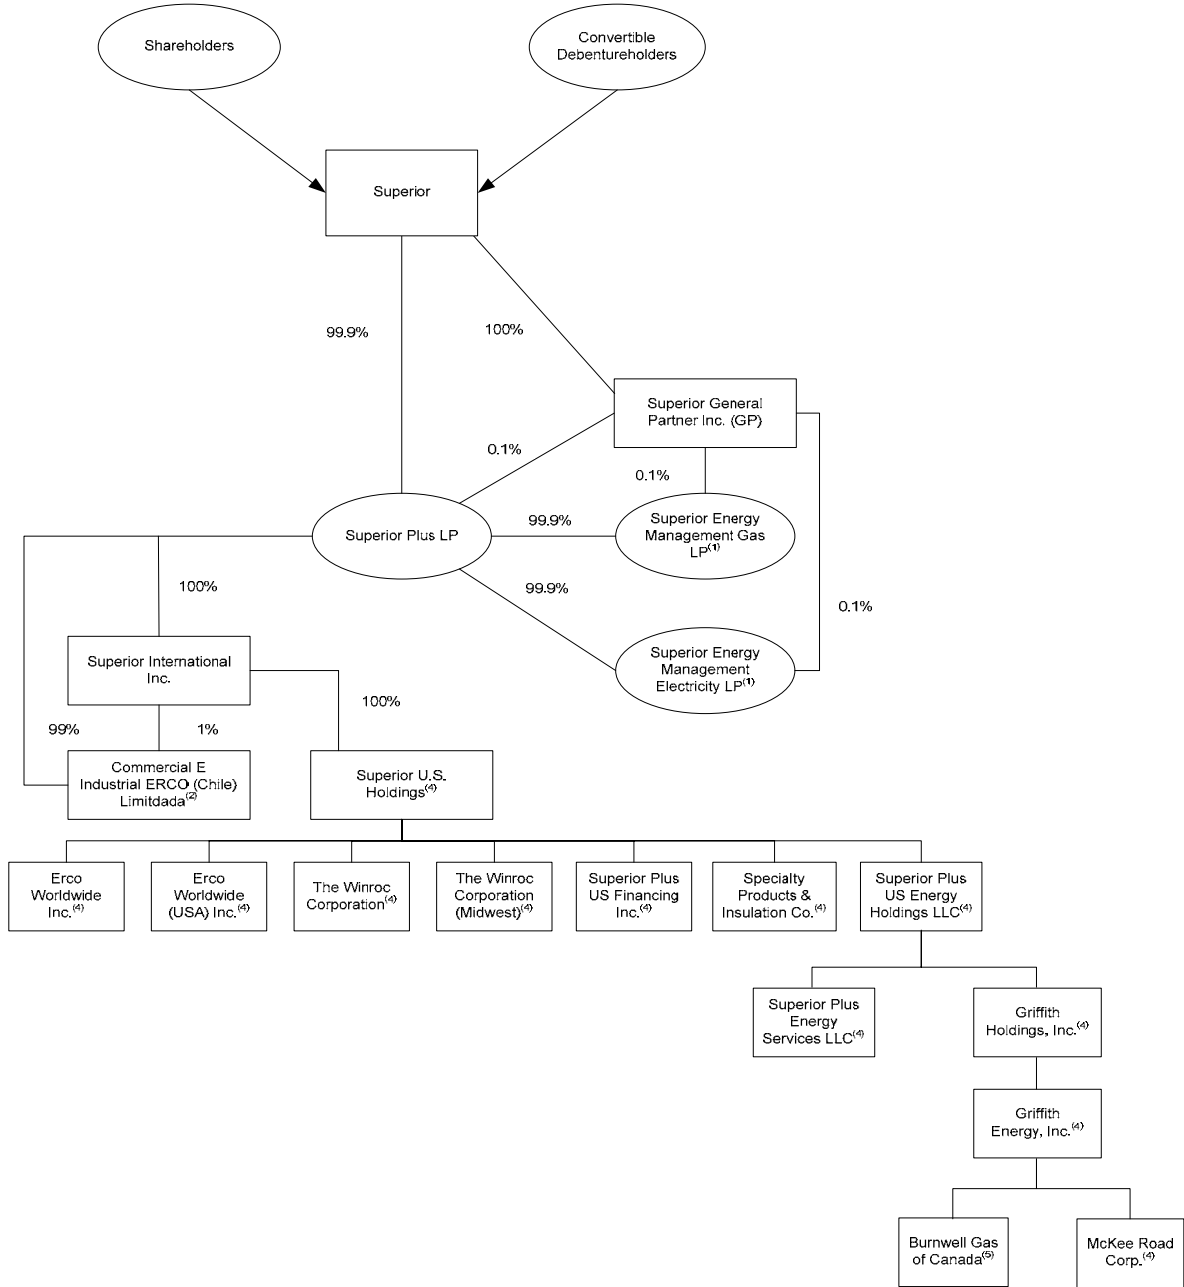 Shareholders
Convertible
Debentureholders
Superior
99.9%
100%
Superior General
Partner Inc. (GP)
0.1%
0.1%
Superior Plus LP
99.9%
Superior Energy
Management Gas
LP(1)
99.9%
100%
0.1%
Superior International
Inc.
Superior Energy
Management
Electricity LP(1)
100%
99%
1%
Commercial E
Industrial ERCO (Chile)
Limitdada(2)
Superior U.S.
Holdings(4)
Erco
Worldwide
Inc.(4)
Erco
Worldwide
(USA) Inc.(4)
The Winroc
Corporation(4)
The Winroc
Corporation
(Midwest)(4)
Superior Plus
US Financing
Inc.(4)
Specialty
Products &
Insulation Co.(4)
Superior Plus
US Energy
Holdings LLC(4)
Superior Plus
Energy
Services LLC(4)
Griffith
Holdings, Inc.(4)
Griffith
Energy, Inc.(4)
Burnwell Gas
of Canada(5)
McKee Road
Corp.(4)